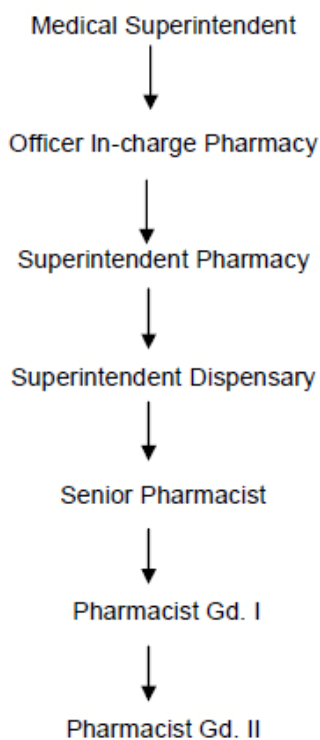 Medical Superintendent
Officer In-charge Pharmacy
Superintendent Pharmacy
Superintendent Dispensary
Senior Pharmacist
Pharmacist Gd. I
Pharmacist Gd. II